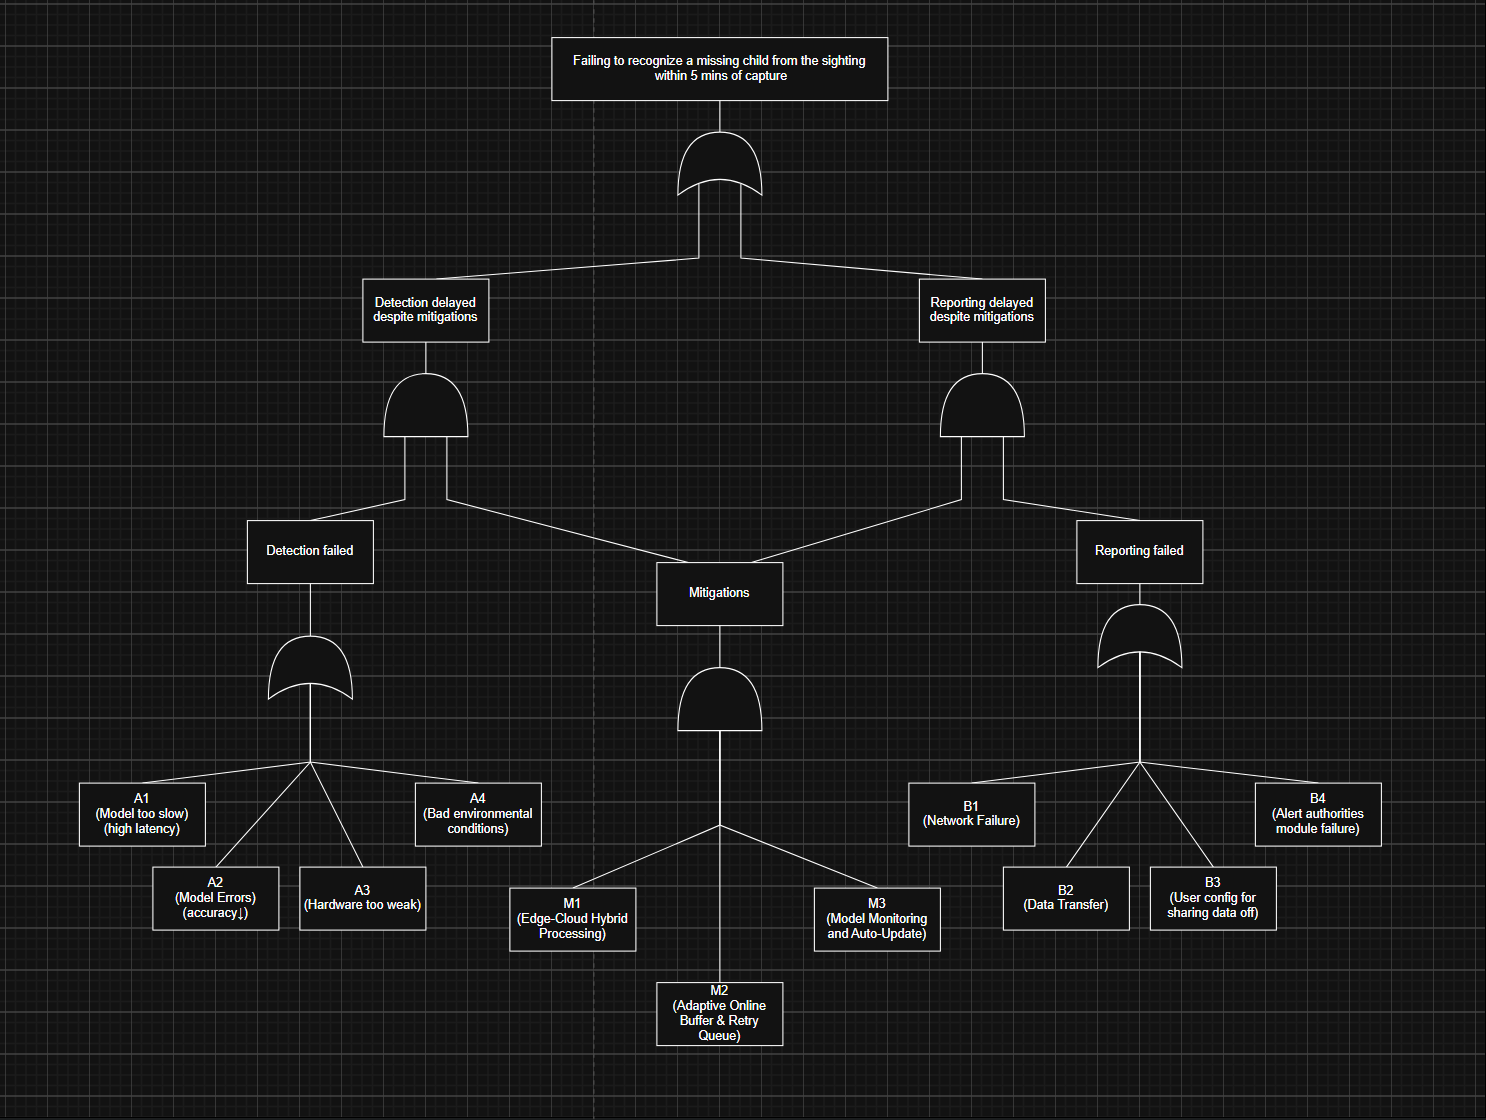 Failing to recognize a missing child from the sighting
within 5 mins of capture
Detection delayed
despite mitigations
Reporting delayed
despite mitigations
Detection failed
Mitigations
Reporting failed
A1
(Model too slow)
(high latency)
A2
(Model Errors)
(accuracy↓)
A3
(Hardware too weak)
A4
(Bad environmental
conditions)
M1
(Edge-Cloud Hybrid
Processing)
M2
(Adaptive Online
Buffer & Retry
Queue)
M3
(Model Monitoring
and Auto-Update)
B1
(Network Failure)
B2
(Data Transfer)
B3
(User config for
sharing data off)
B4
(Alert authorities
module failure)